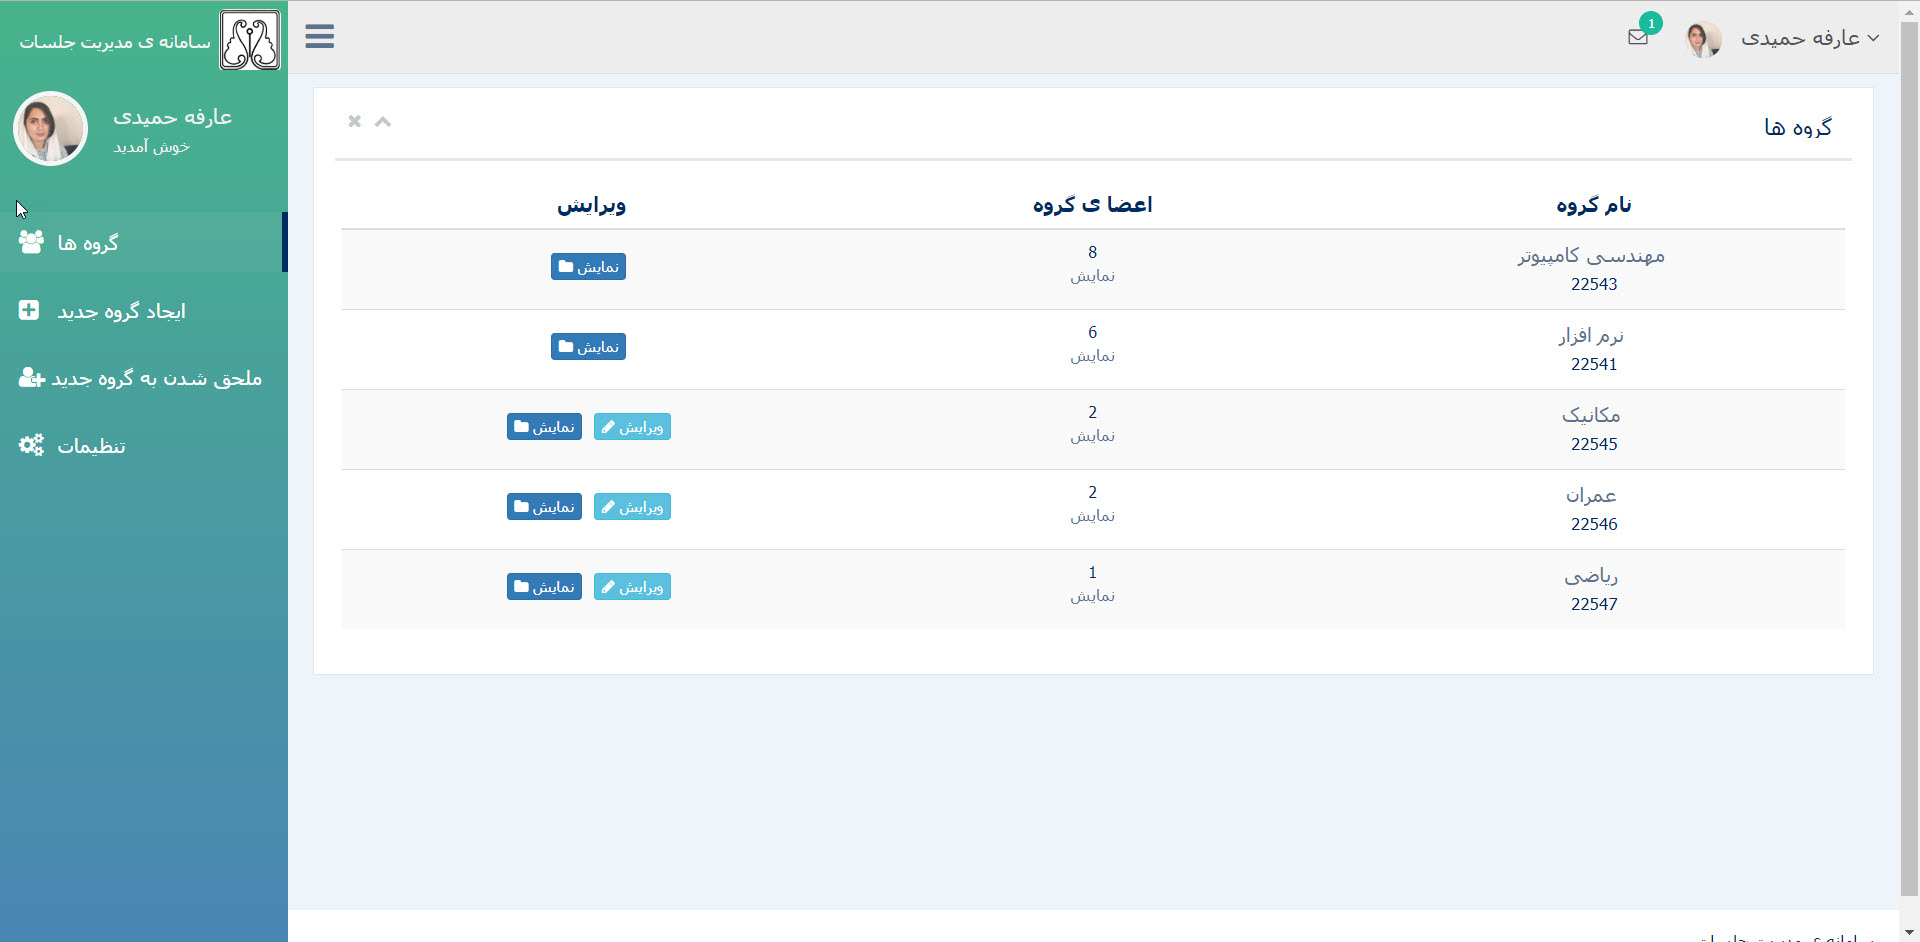 سامانه ی مدیریت جلسات
عارفه حمیدی
1
عارفه حمیدی
خوش آمدید
گروه ها
ایجاد گروه جدید
ملحق شدن به گروه جدید
تنظیمات
گروه ها
نام گروه اعضا ی گروه ویرایش
مهندسی کامپیوتر 8
22543 نمایش نمایش
نرم افزار 6
22541 نمایش نمایش
مکانیک 2
22545 نمایش ویرایش نمایش
عمران 2
22546 نمایش ویرایش نمایش
ریاضی 1
22547 نمایش ویرایش نمایش